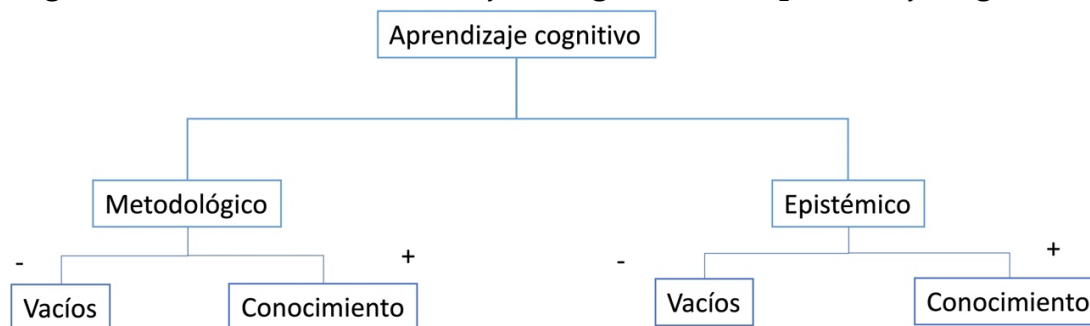 Aprendizaje cognitivo
Metodológico
Epistémico
- + - +
Vacíos Conocimiento Vacíos Conocimiento